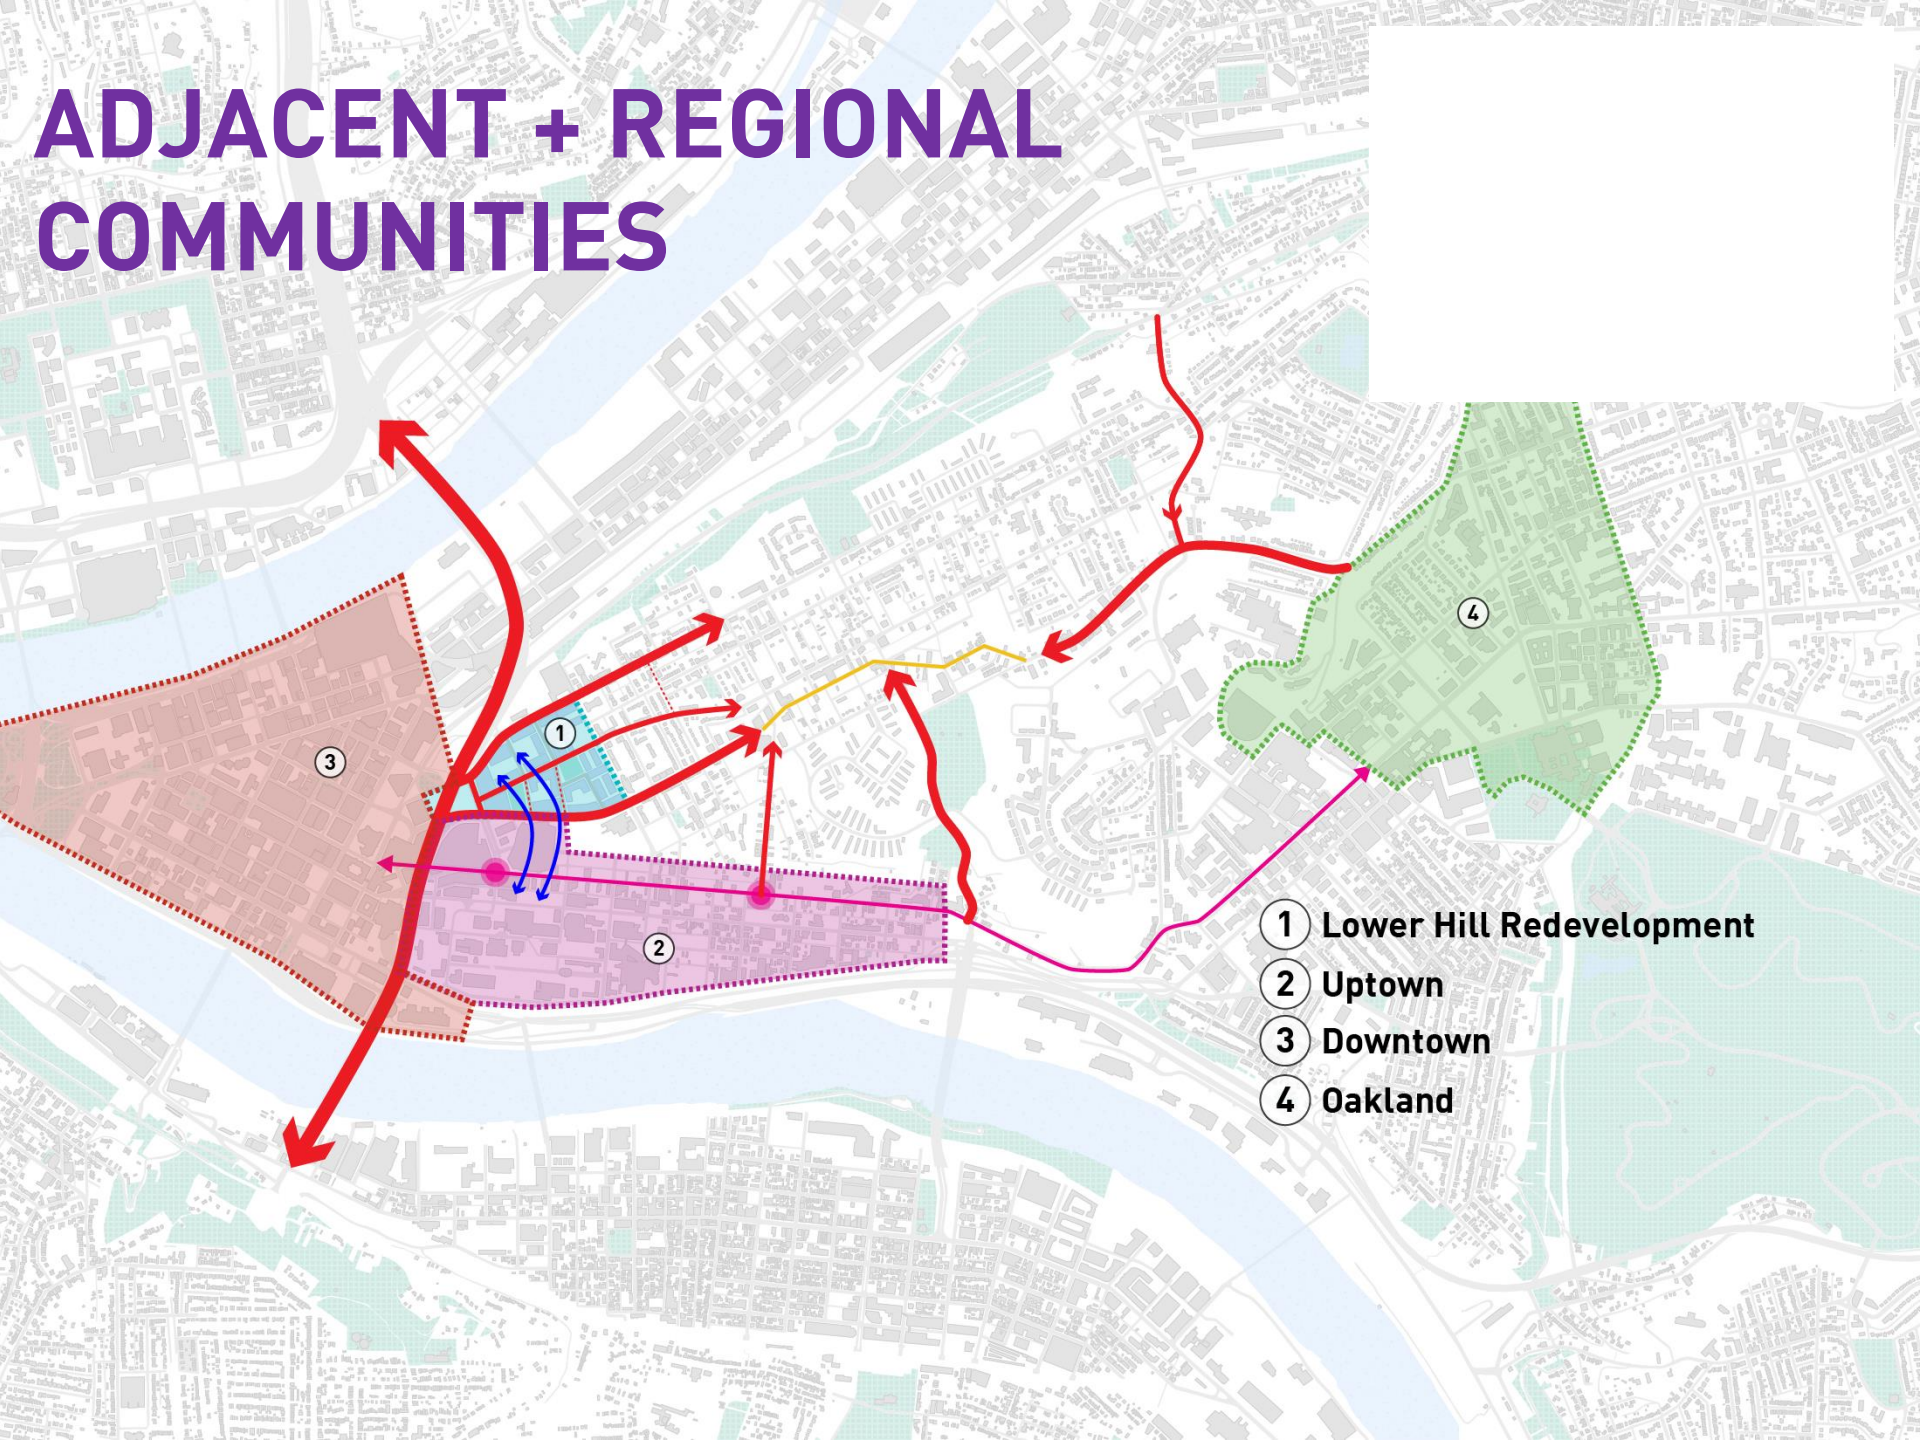 ADJACENT + REGIONAL
COMMUNITIES
1
3
4
2
1 Lower Hill Redevelopment
2 Uptown
3 Downtown
4 Oakland